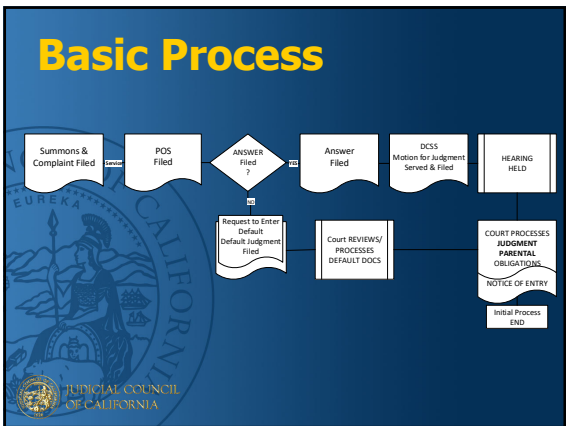 Basic Process
Summons &
Complaint Filed
Service
POS
Filed
ANSWER
Filed
?
YES
Answer
Filed
DCSS
Motion for Judgment
Served & Filed
HEARING
HELD
NO
Request to Enter
Default
Default Judgment
Filed
Court REVIEWS/
PROCESSES
DEFAULT DOCS
COURT PROCESSES
JUDGMENT
PARENTAL
OBLIGATIONS
NOTICE OF ENTRY
Initial Process
END
EUREKA
CALIFORNIA
JUDICIAL COUNCIL
OF CALIFORNIA